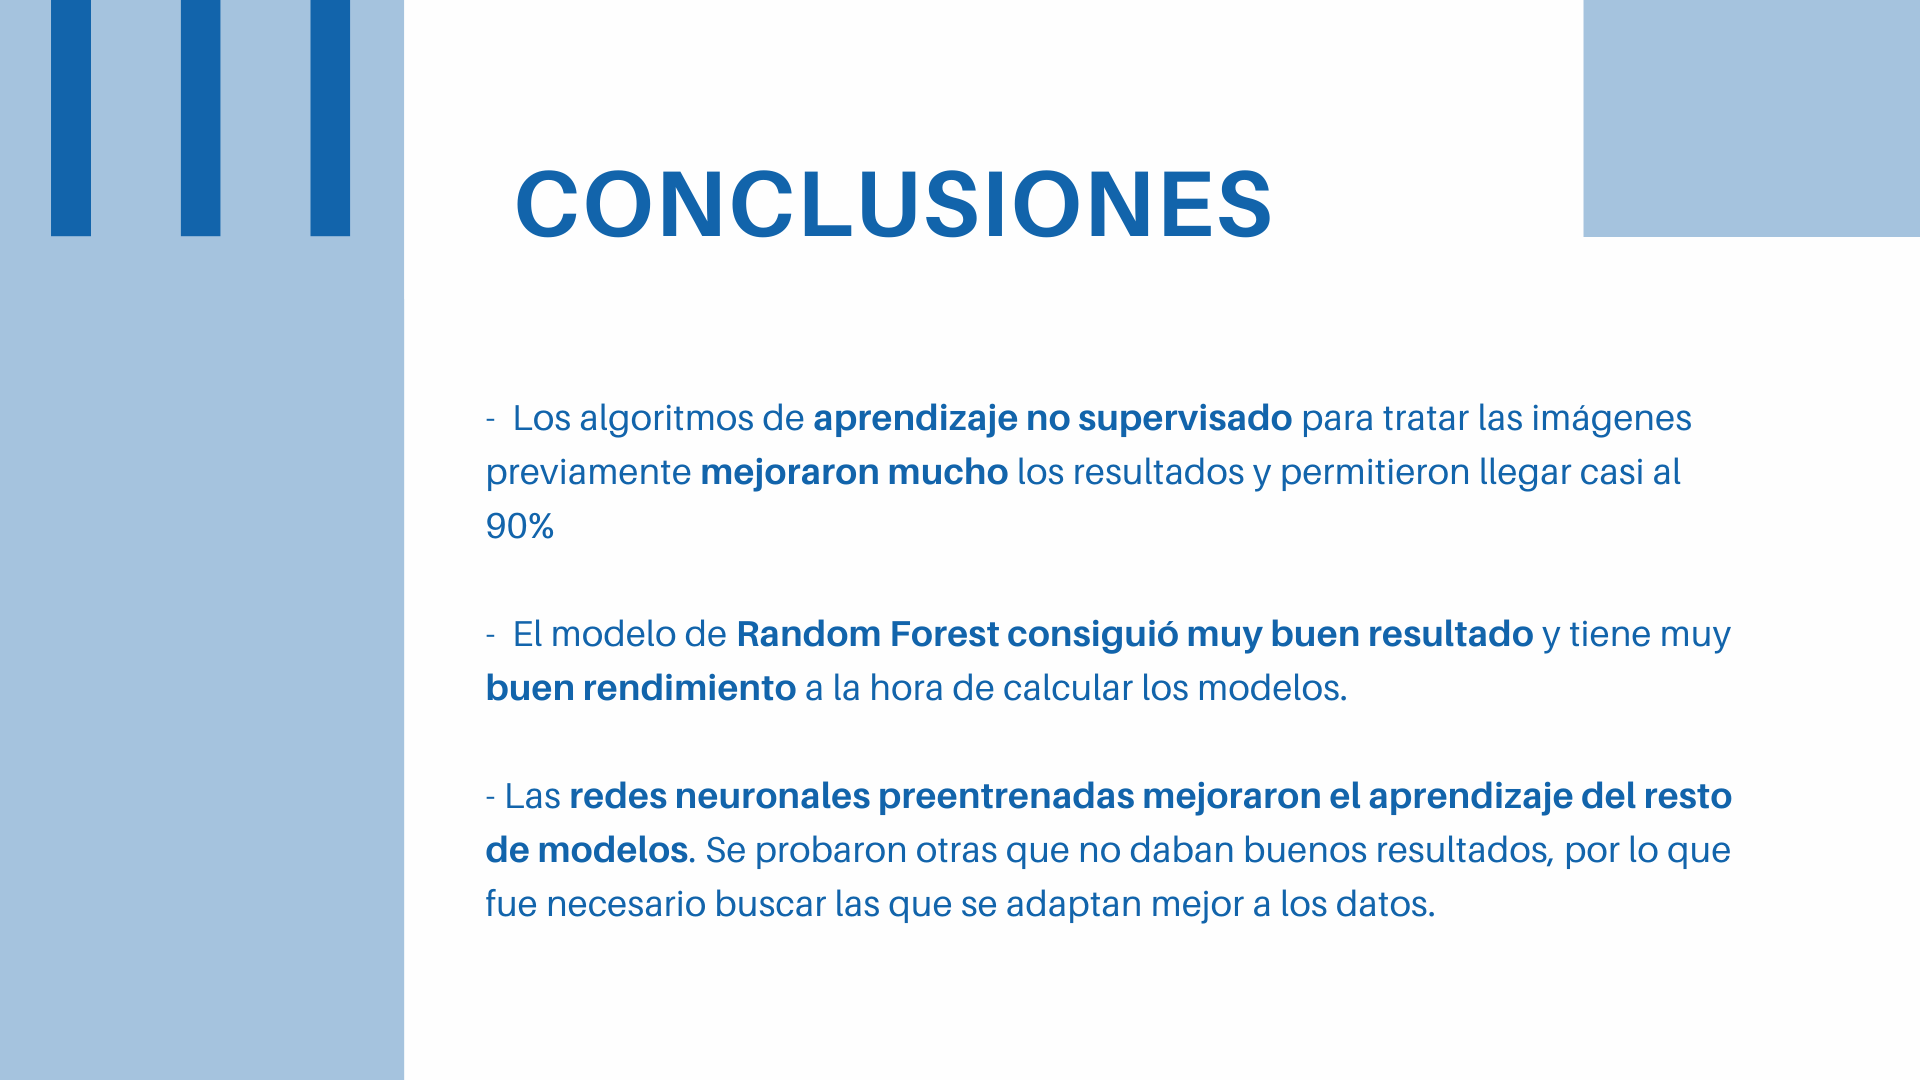 CONCLUSIONES
- Los algoritmos de aprendizaje no supervisado para tratar las imágenes
previamente mejoraron mucho los resultados y permitieron llegar casi al
90%
- El modelo de Random Forest consiguió muy buen resultado y tiene muy
buen rendimiento a la hora de calcular los modelos.
- Las redes neuronales preentrenadas mejoraron el aprendizaje del resto
de modelos. Se probaron otras que no daban buenos resultados, por lo que
fue necesario buscar las que se adaptan mejor a los datos.